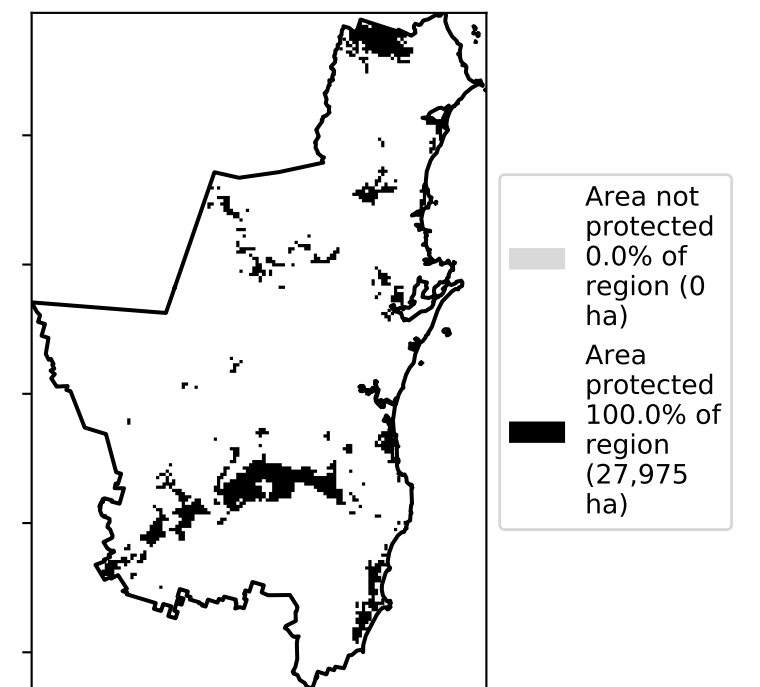 Area not
protected
0.0% of
region (0
ha)
Area
protected
100.0% of
region
(27,975
ha)